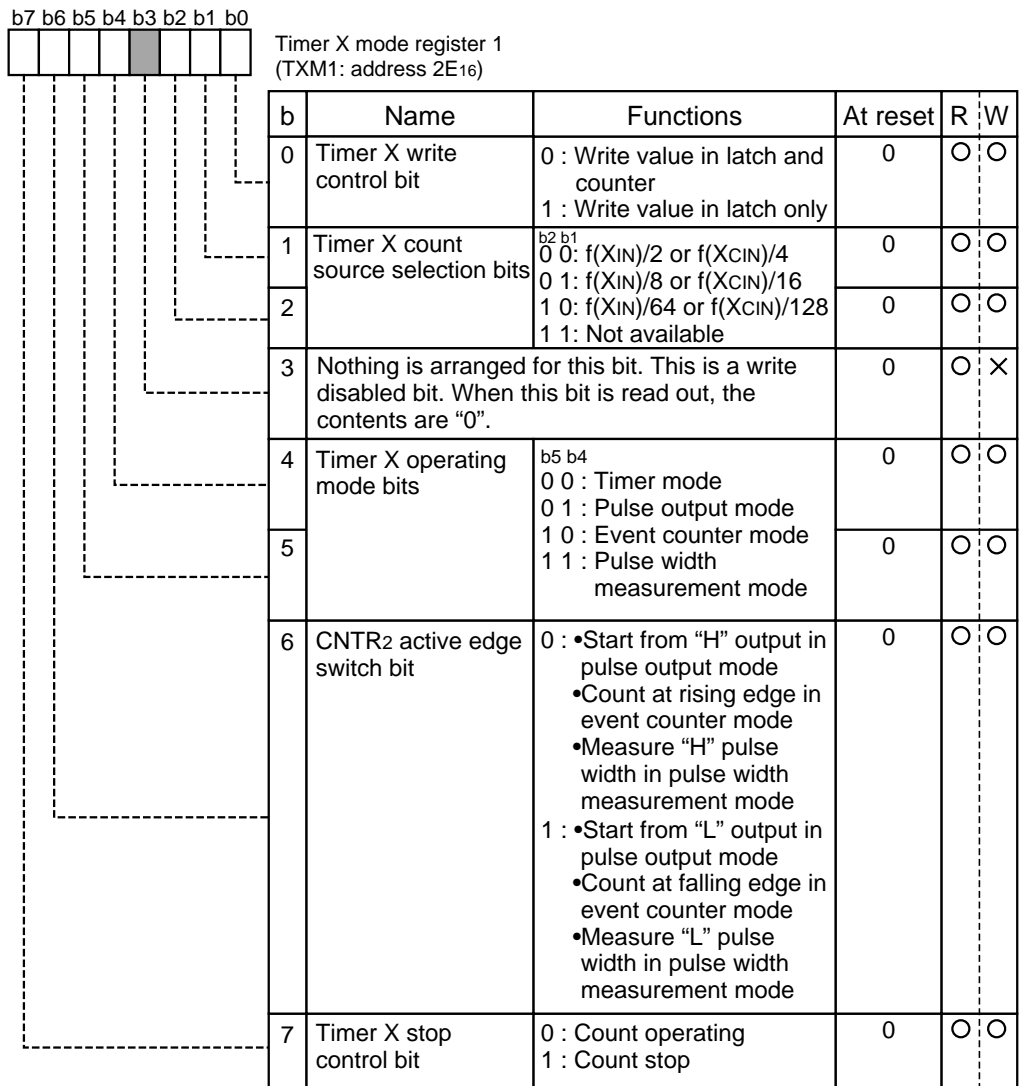 b7 b6 b5 b4 b3 b2 b1 b0
Timer X mode register 1
(TXM1: address 2E16)
b Name Functions At reset R W
0 Timer X write
control bit
0 : Write value in latch and
counter
1 : Write value in latch only
0 O O
1 Timer X count
source selection bits
b2 b1
0 0: f(XIN)/2 or f(XCIN)/4
0 1: f(XIN)/8 or f(XCIN)/16
1 0: f(XIN)/64 or f(XCIN)/128
1 1: Not available
0 O O
2
0 O O
3 Nothing is arranged for this bit. This is a write
disabled bit. When this bit is read out, the
contents are “0”.
0 O ×
4 Timer X operating
mode bits
b5 b4
0 0 : Timer mode
0 1 : Pulse output mode
1 0 : Event counter mode
1 1 : Pulse width
measurement mode
0 O O
5
0 O O
6 CNTR2 active edge
switch bit
0 : •Start from “H” output in
pulse output mode
•Count at rising edge in
event counter mode
•Measure “H” pulse
width in pulse width
measurement mode
1 : •Start from “L” output in
pulse output mode
•Count at falling edge in
event counter mode
•Measure “L” pulse
width in pulse width
measurement mode
0 O O
7 Timer X stop
control bit
0 : Count operating
1 : Count stop
0 O O